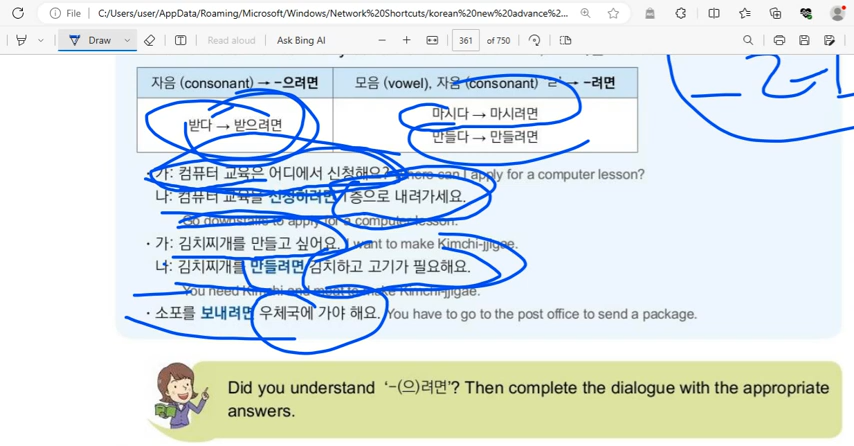 File
C:/Users/user/AppData/Roaming/Microsoft/Windows/Network%20Shortcuts/korean%20new%20advance%2...
Draw Read aloud Ask Bing AI 361 of 750
자음 (consonant) → -으려면 모음 (vowel), 자음 (consonant) 'ㄹ' → -려면
받다 → 받으려면 마시다 → 마시려면
만들다 → 만들려면
· 가: 컴퓨터 교육은 어디에서 신청해요? Where can I apply for a computer lesson?
나: 컴퓨터 교육을 신청하려면 1층으로 내려가세요.
Go downstairs to apply for a computer lesson.
· 가: 김치찌개를 만들고 싶어요. I want to make Kimchi-jjigae.
나: 김치찌개를 만들려면 김치하고 고기가 필요해요.
You need Kimchi and meat to make Kimchi-jjigae.
· 소포를 보내려면 우체국에 가야 해요. You have to go to the post office to send a package.
Did you understand '-(으)려면'? Then complete the dialogue with the appropriate
answers.